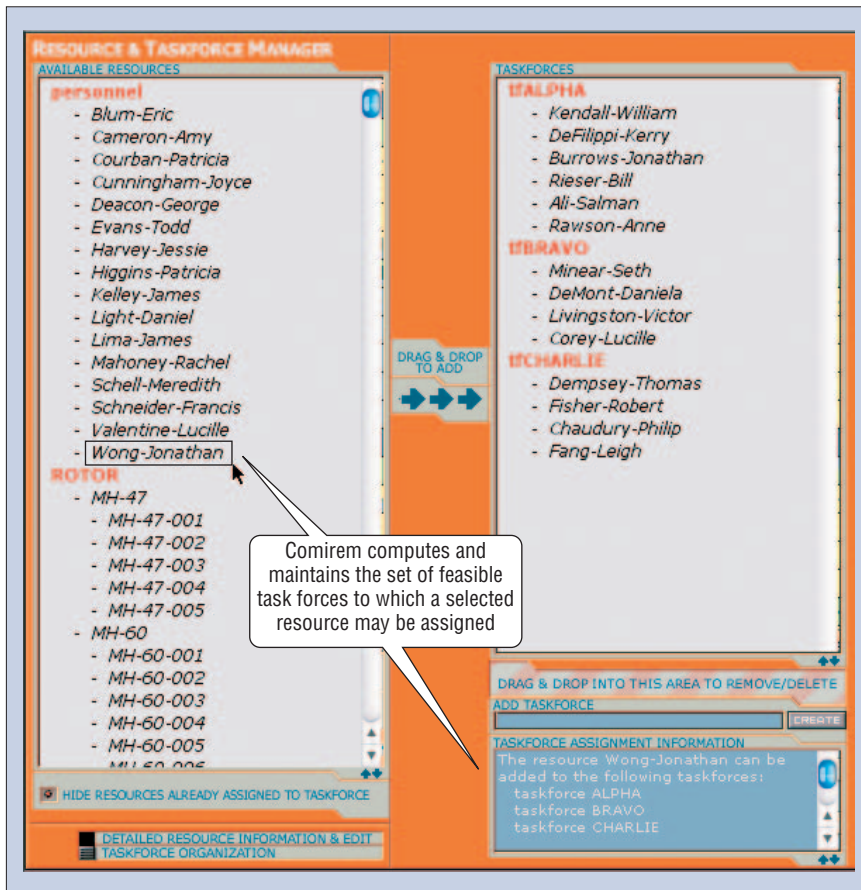 RESOURCE & TASKFORCE MANAGER
AVAILABLE RESOURCES
personnel
- Blum-Eric
- Cameron-Amy
- Courban-Patricia
- Cunningham-Joyce
- Deacon-George
- Evans-Todd
- Harvey-Jessie
- Higgins-Patricia
- Kelley-James
- Light-Daniel
- Lima-James
- Mahoney-Rachel
- Schell-Meredith
- Schneider-Francis
- Valentine-Lucille
- Wong-Jonathan
ROTOR
- MH-47
- MH-47-001
- MH-47-002
- MH-47-003
- MH-47-004
- MH-47-005
- MH-60
- MH-60-001
- MH-60-002
- MH-60-003
- MH-60-004
- MH-60-005
- MH-60-006
HIDE RESOURCES ALREADY ASSIGNED TO TASKFORCE
DETAILED RESOURCE INFORMATION & EDIT
TASKFORCE ORGANIZATION
DRAG & DROP
TO ADD
Comirem computes and
maintains the set of feasible
task forces to which a selected
resource may be assigned
TASKFORCES
tfALPHA
- Kendall-William
- DeFilippi-Kerry
- Burrows-Jonathan
- Rieser-Bill
- Ali-Salman
- Rawson-Anne
tfBRAVO
- Minear-Seth
- DeMont-Daniela
- Livingston-Victor
- Corey-Lucille
tfCHARLIE
- Dempsey-Thomas
- Fisher-Robert
- Chaudury-Philip
- Fang-Leigh
DRAG & DROP INTO THIS AREA TO REMOVE/DELETE
ADD TASKFORCE
CREATE
TASKFORCE ASSIGNMENT INFORMATION
The resource Wong-Jonathan can be
added to the following taskforces:
taskforce ALPHA
taskforce BRAVO
taskforce CHARLIE